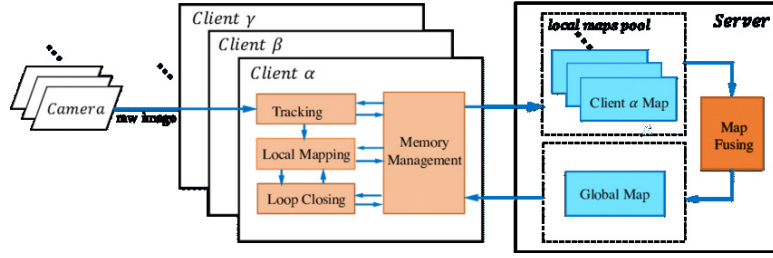 Client γ
Client β
Client α
Camera
raw image
Tracking
Local Mapping
Loop Closing
Memory
Management
Server
local maps pool
Client α Map
Map
Fusing
Global Map